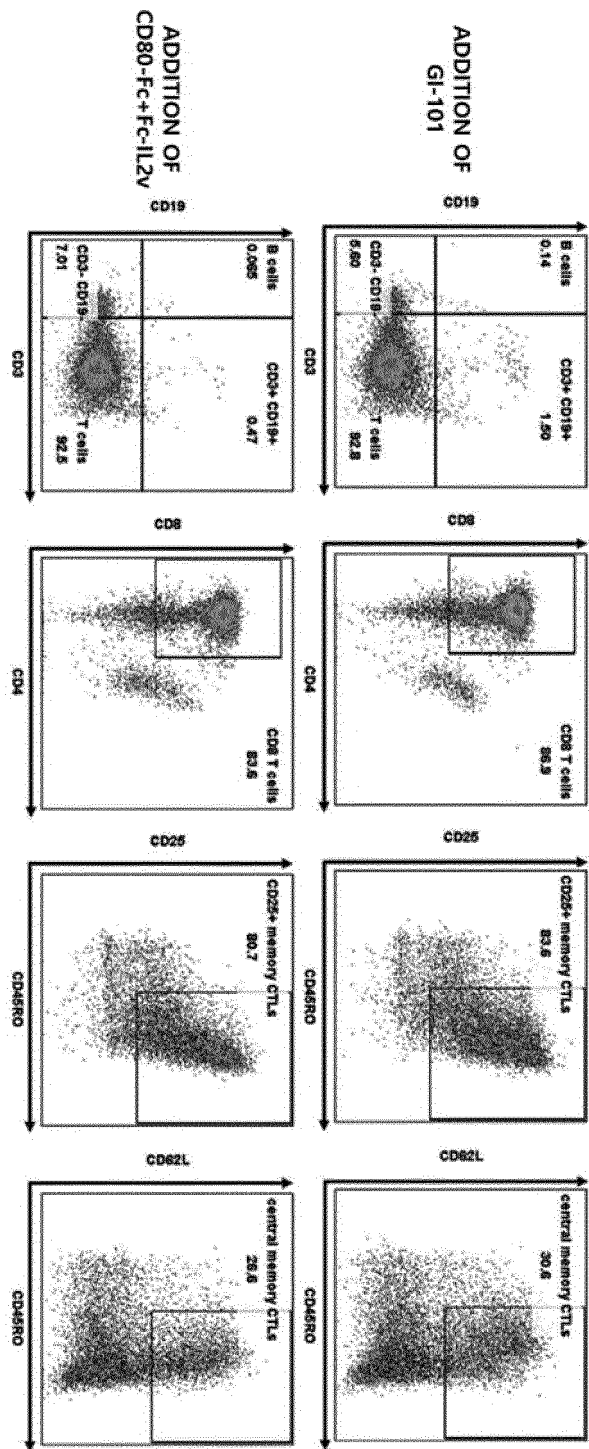 ADDITION OF
GI-101
CD19
B cells
0.14
CD3+ CD19+
1.50
CD3- CD19-
5.60
T cells
92.8
CD3
CD8
CD8 T cells
86.9
CD4
CD25
CD25+ memory CTLs
83.6
CD45RO
CD62L
central memory CTLs
30.6
CD45RO
ADDITION OF
CD80-Fc+Fc-IL2v
CD19
B cells
0.065
CD3+ CD19+
0.47
CD3- CD19-
7.01
T cells
92.5
CD3
CD8
CD8 T cells
83.6
CD4
CD25
CD25+ memory CTLs
80.7
CD45RO
CD62L
central memory CTLs
26.6
CD45RO